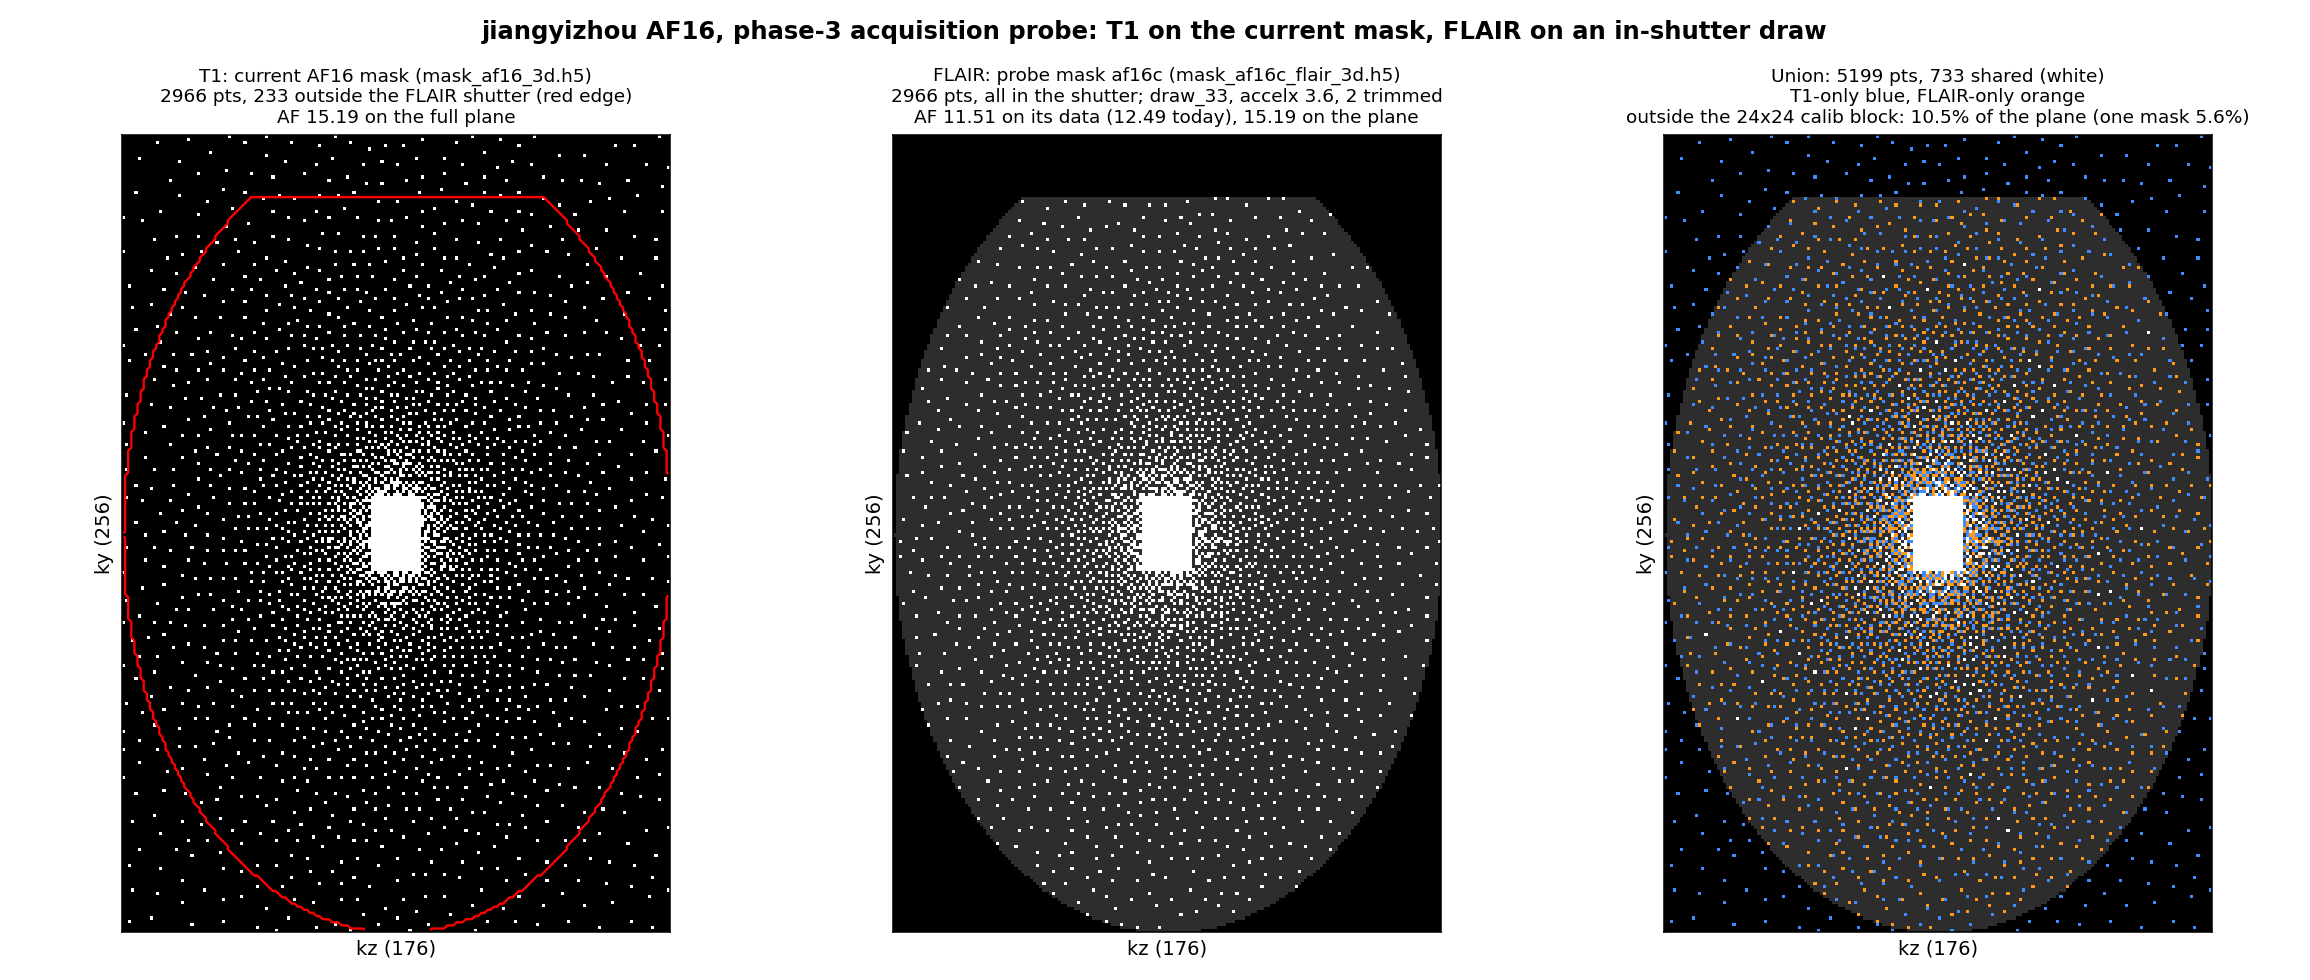 jiangyizhou AF16, phase-3 acquisition probe: T1 on the current mask, FLAIR on an in-shutter draw
T1: current AF16 mask (mask_af16_3d.h5)
2966 pts, 233 outside the FLAIR shutter (red edge)
AF 15.19 on the full plane
ky (256)
kz (176)
FLAIR: probe mask af16c (mask_af16c_flair_3d.h5)
2966 pts, all in the shutter; draw_33, accelx 3.6, 2 trimmed
AF 11.51 on its data (12.49 today), 15.19 on the plane
ky (256)
kz (176)
Union: 5199 pts, 733 shared (white)
T1-only blue, FLAIR-only orange
outside the 24x24 calib block: 10.5% of the plane (one mask 5.6%)
ky (256)
kz (176)